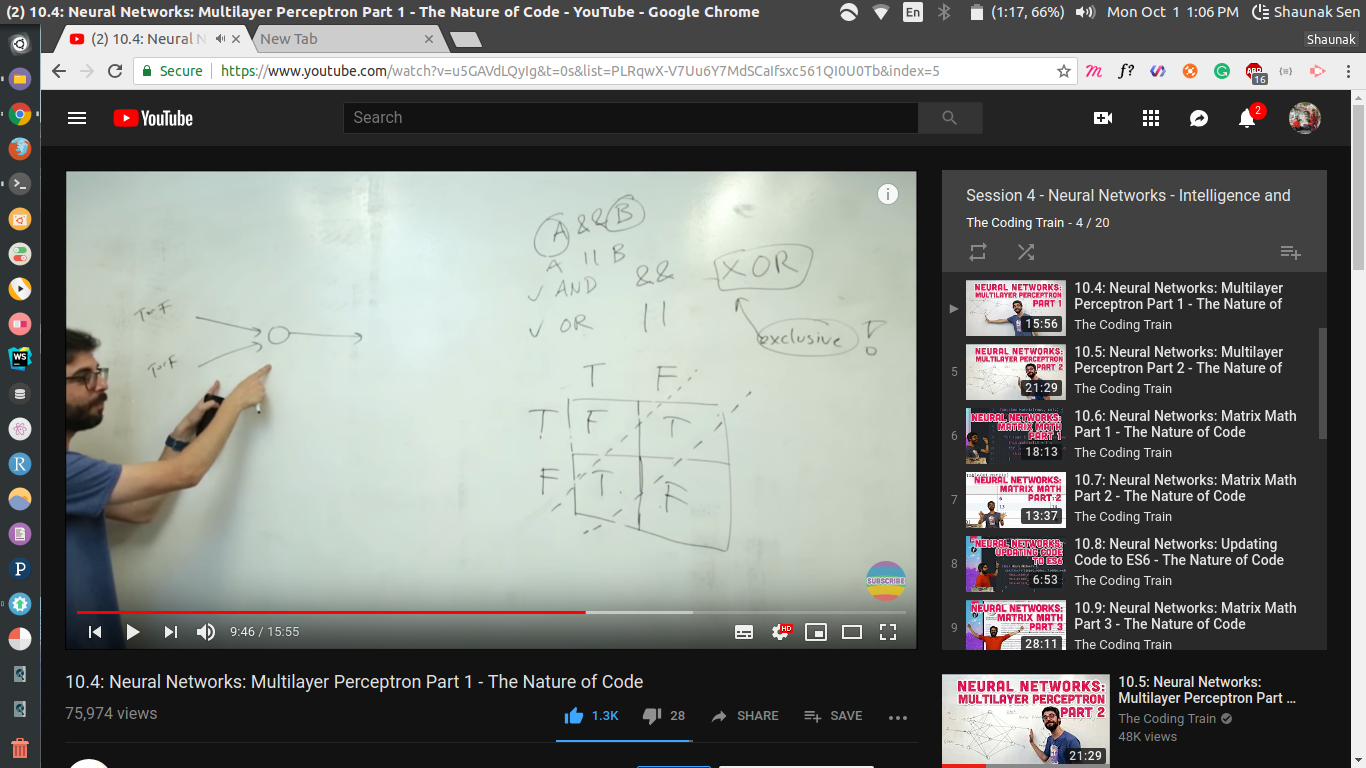 (2) 10.4: Neural Networks: Multilayer Perceptron Part 1 - The Nature of Code - YouTube - Google Chrome
En
(1:17, 66%)
Mon Oct 1 1:06 PM
Shaunak Sen
(2) 10.4: Neural N
New Tab
Shaunak
Secure
https://www.youtube.com/watch?v=u5GAVdLQyIg&t=0s&list=PLRqwX-V7Uu6Y7MdSCaIfsxc561QI0U0Tb&index=5
f?
ABP
16
YouTube
Search
2
A && B
A || B
✓ AND &&
✓ OR ||
XOR
exclusive !
T or F
T or F
T F
T F T
F T F
SUBSCRIBE
9:46 / 15:55
HD
10.4: Neural Networks: Multilayer Perceptron Part 1 - The Nature of Code
75,974 views
1.3K
28
SHARE
SAVE
Session 4 - Neural Networks - Intelligence and
The Coding Train - 4 / 20
NEURAL NETWORKS:
MULTILAYER PERCEPTRON
PART 1
15:56
10.4: Neural Networks: Multilayer
Perceptron Part 1 - The Nature of
The Coding Train
5
NEURAL NETWORKS:
MULTILAYER PERCEPTRON
PART 2
21:29
10.5: Neural Networks: Multilayer
Perceptron Part 2 - The Nature of
The Coding Train
6
NEURAL NETWORKS:
MATRIX MATH
PART 1
18:13
10.6: Neural Networks: Matrix Math
Part 1 - The Nature of Code
The Coding Train
7
NEURAL NETWORKS:
MATRIX MATH
PART 2
13:37
10.7: Neural Networks: Matrix Math
Part 2 - The Nature of Code
The Coding Train
8
NEURAL NETWORKS:
UPDATING CODE
TO ES6
6:53
10.8: Neural Networks: Updating
Code to ES6 - The Nature of Code
The Coding Train
9
NEURAL NETWORKS:
MATRIX MATH
PART 3
28:11
10.9: Neural Networks: Matrix Math
Part 3 - The Nature of Code
The Coding Train
NEURAL NETWORKS:
MULTILAYER PERCEPTRON
PART 2
21:29
10.5: Neural Networks:
Multilayer Perceptron Part ...
The Coding Train
48K views
WS
R
P